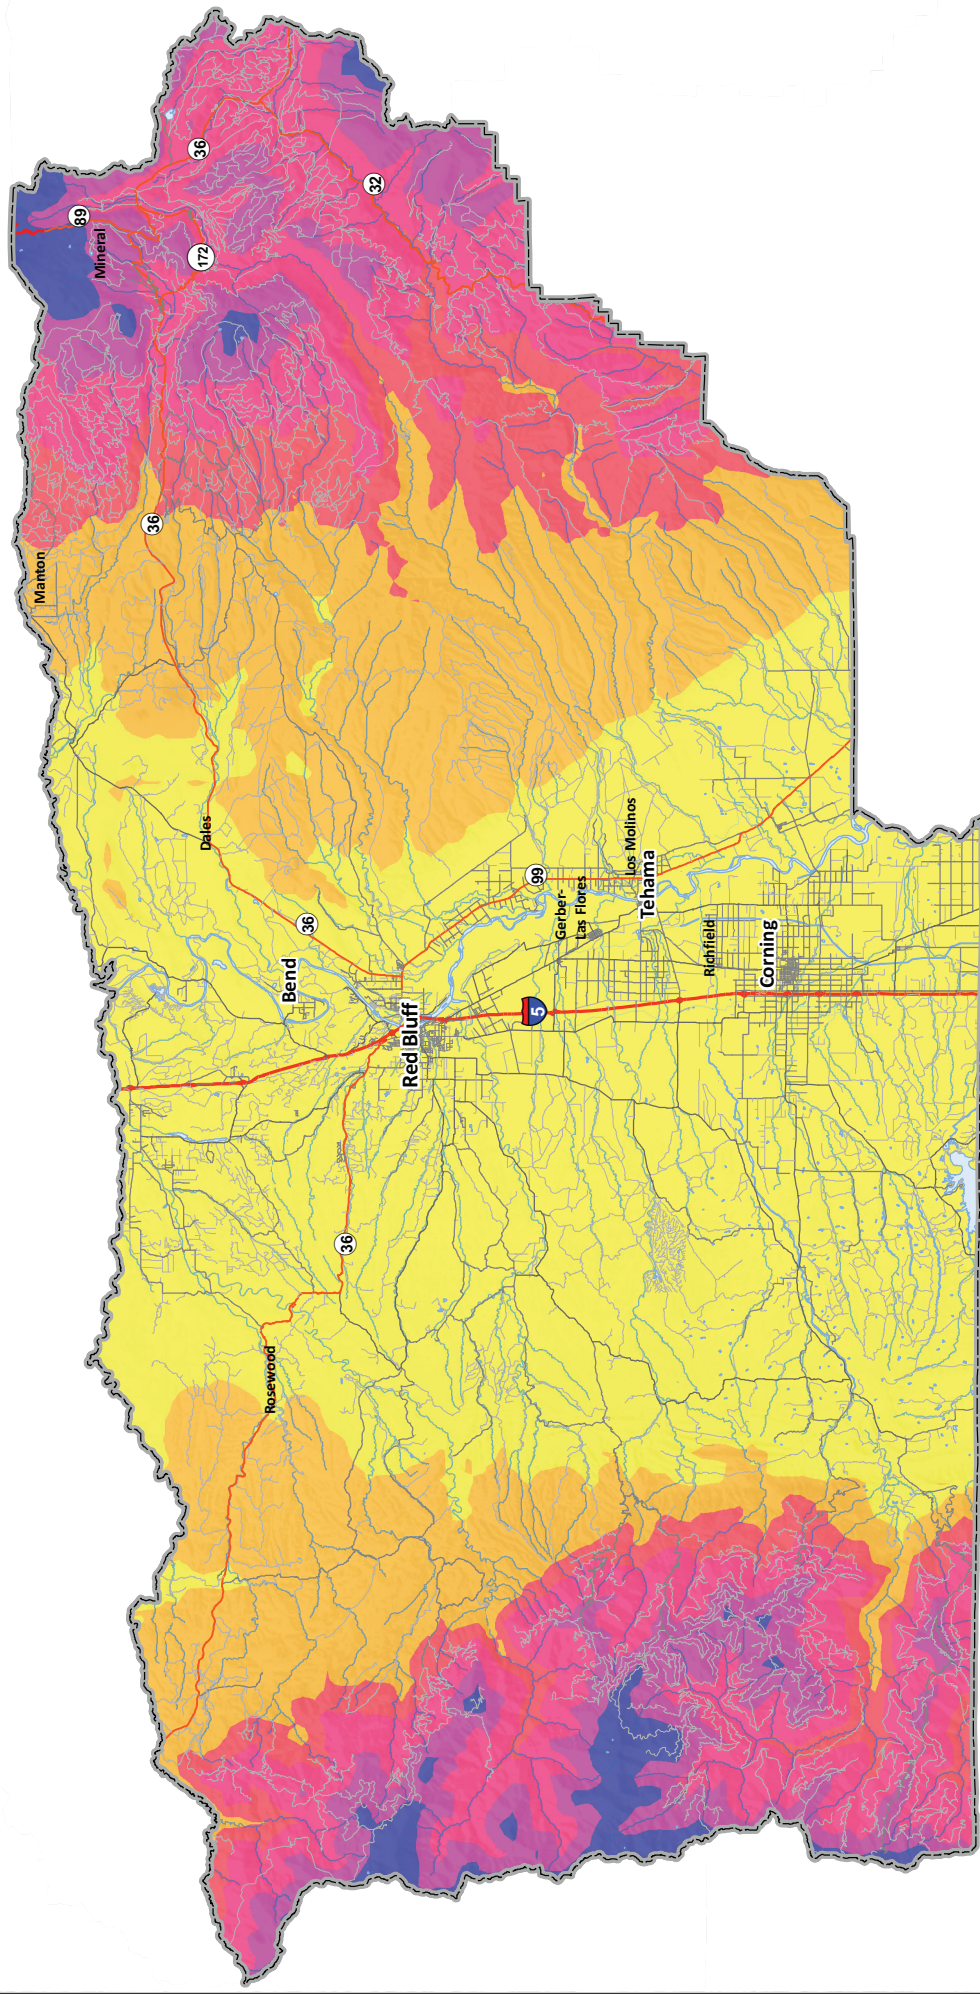 89
Mineral
36
172
32
Manton
36
Dales
36
Bend
99
Gerber-
Las Flores
Los Molinos
Tehama
Richfield
Corning
Red Bluff
5
36
Rosewood